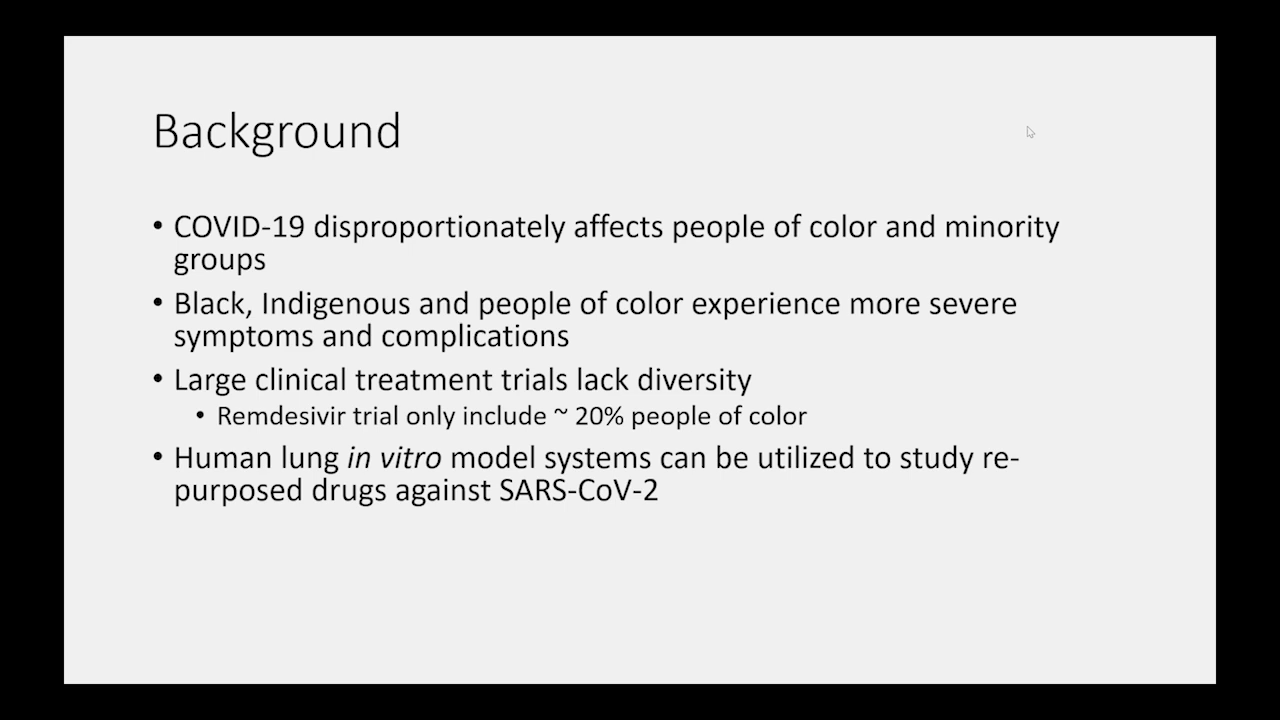 Background
• COVID-19 disproportionately affects people of color and minority
groups
• Black, Indigenous and people of color experience more severe
symptoms and complications
• Large clinical treatment trials lack diversity
• Remdesivir trial only include ~ 20% people of color
• Human lung in vitro model systems can be utilized to study re-
purposed drugs against SARS-CoV-2